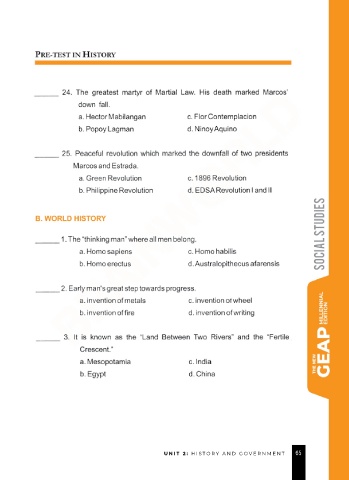 PRE-TEST IN HISTORY
______ 24. The greatest martyr of Martial Law. His death marked Marcos'
down fall.
a. Hector Mabilangan c. Flor Contemplacion
b. Popoy Lagman d. Ninoy Aquino
______ 25. Peaceful revolution which marked the downfall of two presidents
Marcos and Estrada.
a. Green Revolution c. 1896 Revolution
b. Philippine Revolution d. EDSA Revolution I and II
B. WORLD HISTORY
______ 1. The "thinking man" where all men belong.
a. Homo sapiens c. Homo habilis
b. Homo erectus d. Australopithecus afarensis
______ 2. Early man's great step towards progress.
a. invention of metals c. invention of wheel
b. invention of fire d. invention of writing
______ 3. It is known as the "Land Between Two Rivers" and the "Fertile
Crescent."
a. Mesopotamia c. India
b. Egypt d. China
SOCIAL STUDIES
THE NEW
GEAP
MILLENNIAL
EDITION
UNIT 2: HISTORY AND GOVERNMENT 65